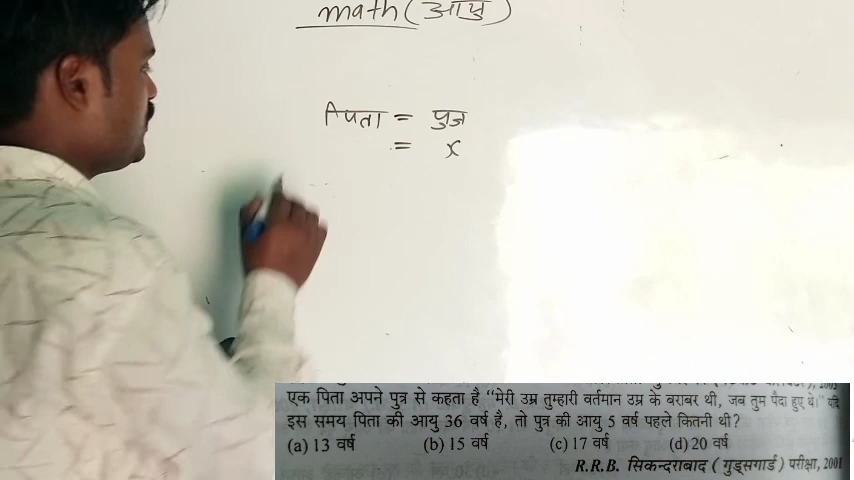 math (आयु)
पिता = पुत्र
= x
एक पिता अपने पुत्र से कहता है "मेरी उम्र तुम्हारी वर्तमान उम्र के बराबर थी, जब तुम पैदा हुए थे।" यदि
इस समय पिता की आयु 36 वर्ष है, तो पुत्र की आयु 5 वर्ष पहले कितनी थी?
(a) 13 वर्ष (b) 15 वर्ष (c) 17 वर्ष (d) 20 वर्ष
R.R.B. सिकन्दराबाद (गुड्सगार्ड) परीक्षा, 2001